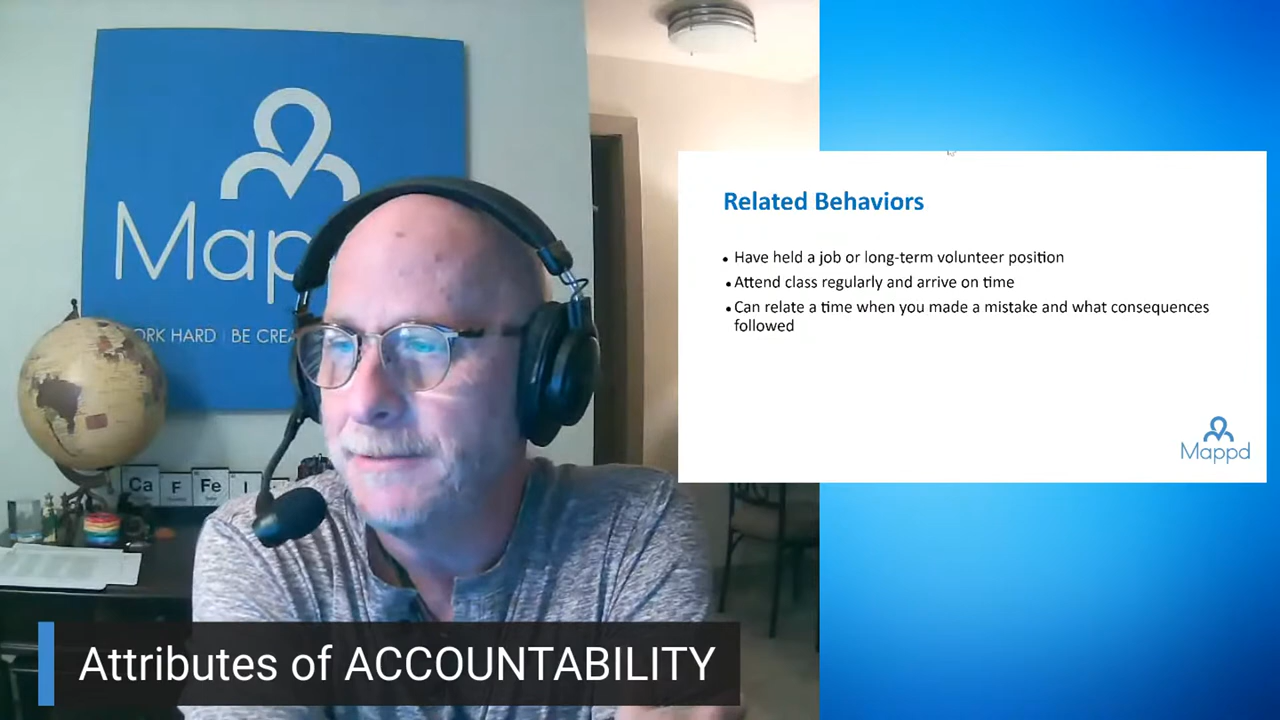 Map
ORK HARD BE CREA
Ca F Fe I
Related Behaviors
• Have held a job or long-term volunteer position
• Attend class regularly and arrive on time
• Can relate a time when you made a mistake and what consequences
followed
Mappd
Attributes of ACCOUNTABILITY